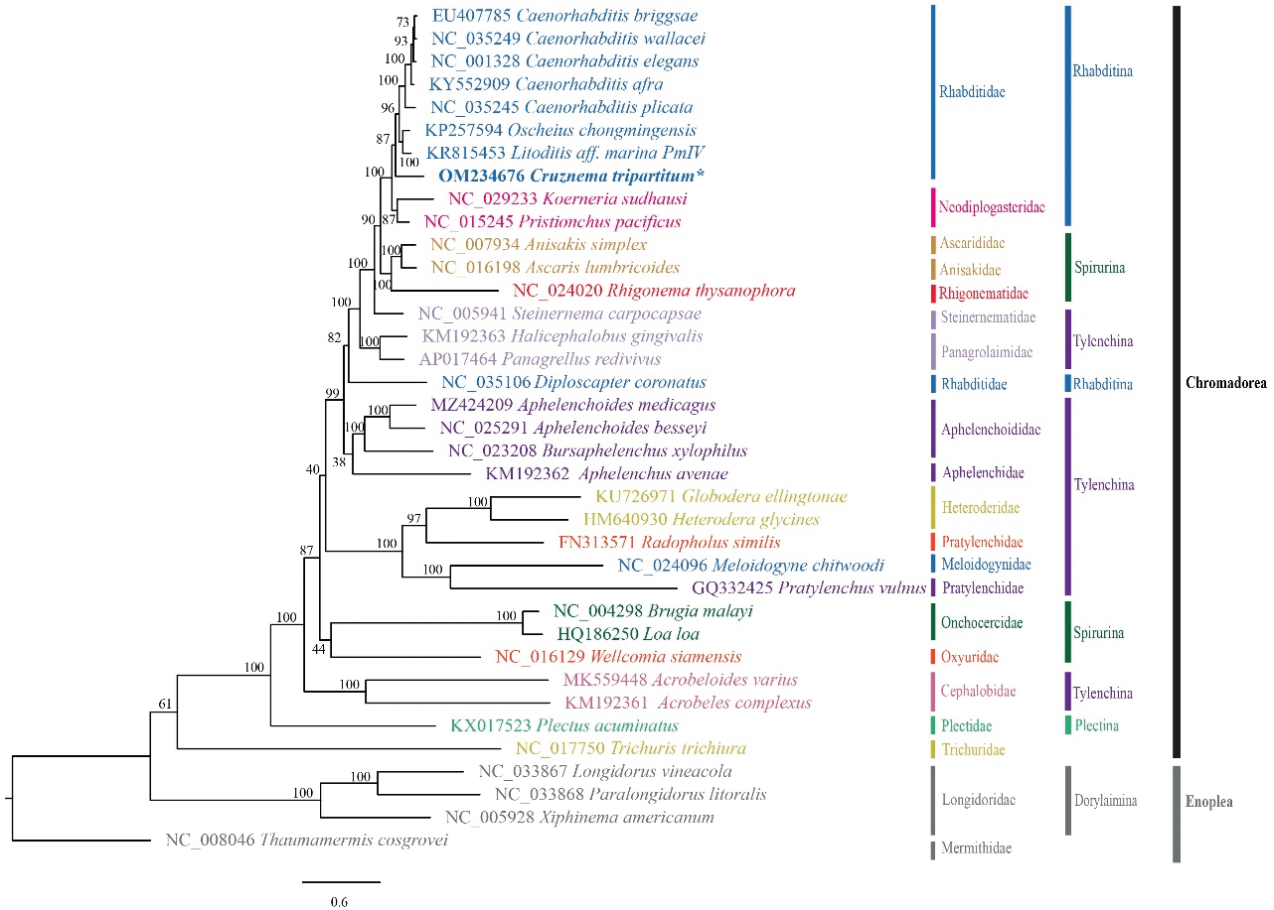 EU407785 Caenorhabditis briggsae
NC_035249 Caenorhabditis wallacei
NC_001328 Caenorhabditis elegans
KY552909 Caenorhabditis afra
NC_035245 Caenorhabditis plicata
KP257594 Oscheius chongmingensis
KR815453 Litoditis aff. marina PmIV
OM234676 Cruznema tripartitum*
NC_029233 Koerneria sudhausi
NC_015245 Pristionchus pacificus
NC_007934 Anisakis simplex
NC_016198 Ascaris lumbricoides
NC_024020 Rhigonema thysanophora
NC_005941 Steinernema carpocapsae
KM192363 Halicephalobus gingivalis
AP017464 Panagrellus redivivus
NC_035106 Diploscapter coronatus
MZ424209 Aphelenchoides medicagus
NC_025291 Aphelenchoides besseyi
NC_023208 Bursaphelenchus xylophilus
KM192362 Aphelenchus avenae
KU726971 Globodera ellingtonae
HM640930 Heterodera glycines
FN313571 Radopholus similis
NC_024096 Meloidogyne chitwoodi
GQ332425 Pratylenchus vulnus
NC_004298 Brugia malayi
HQ186250 Loa loa
NC_016129 Wellcomia siamensis
MK559448 Acrobeloides varius
KM192361 Acrobeles complexus
KX017523 Plectus acuminatus
NC_017750 Trichuris trichiura
NC_033867 Longidorus vineacola
NC_033868 Paralongidorus litoralis
NC_005928 Xiphinema americanum
NC_008046 Thaumamermis cosgrovei
73
93
100
100
96
87
100
100
90
87
100
100
100
100
100
82
99
100
100
38
40
100
97
100
100
87
100
100
44
100
100
61
100
100
0.6
Rhabditidae
Neodiplogasteridae
Ascarididae
Anisakidae
Rhigonematidae
Steinernematidae
Panagrolaimidae
Rhabditidae
Aphelenchoididae
Aphelenchidae
Heteroderidae
Pratylenchidae
Meloidogynidae
Pratylenchidae
Onchocercidae
Oxyuridae
Cephalobidae
Plectidae
Trichuridae
Longidoridae
Mermithidae
Rhabditina
Spirurina
Tylenchina
Rhabditina
Tylenchina
Spirurina
Tylenchina
Plectina
Dorylaimina
Chromadorea
Enoplea